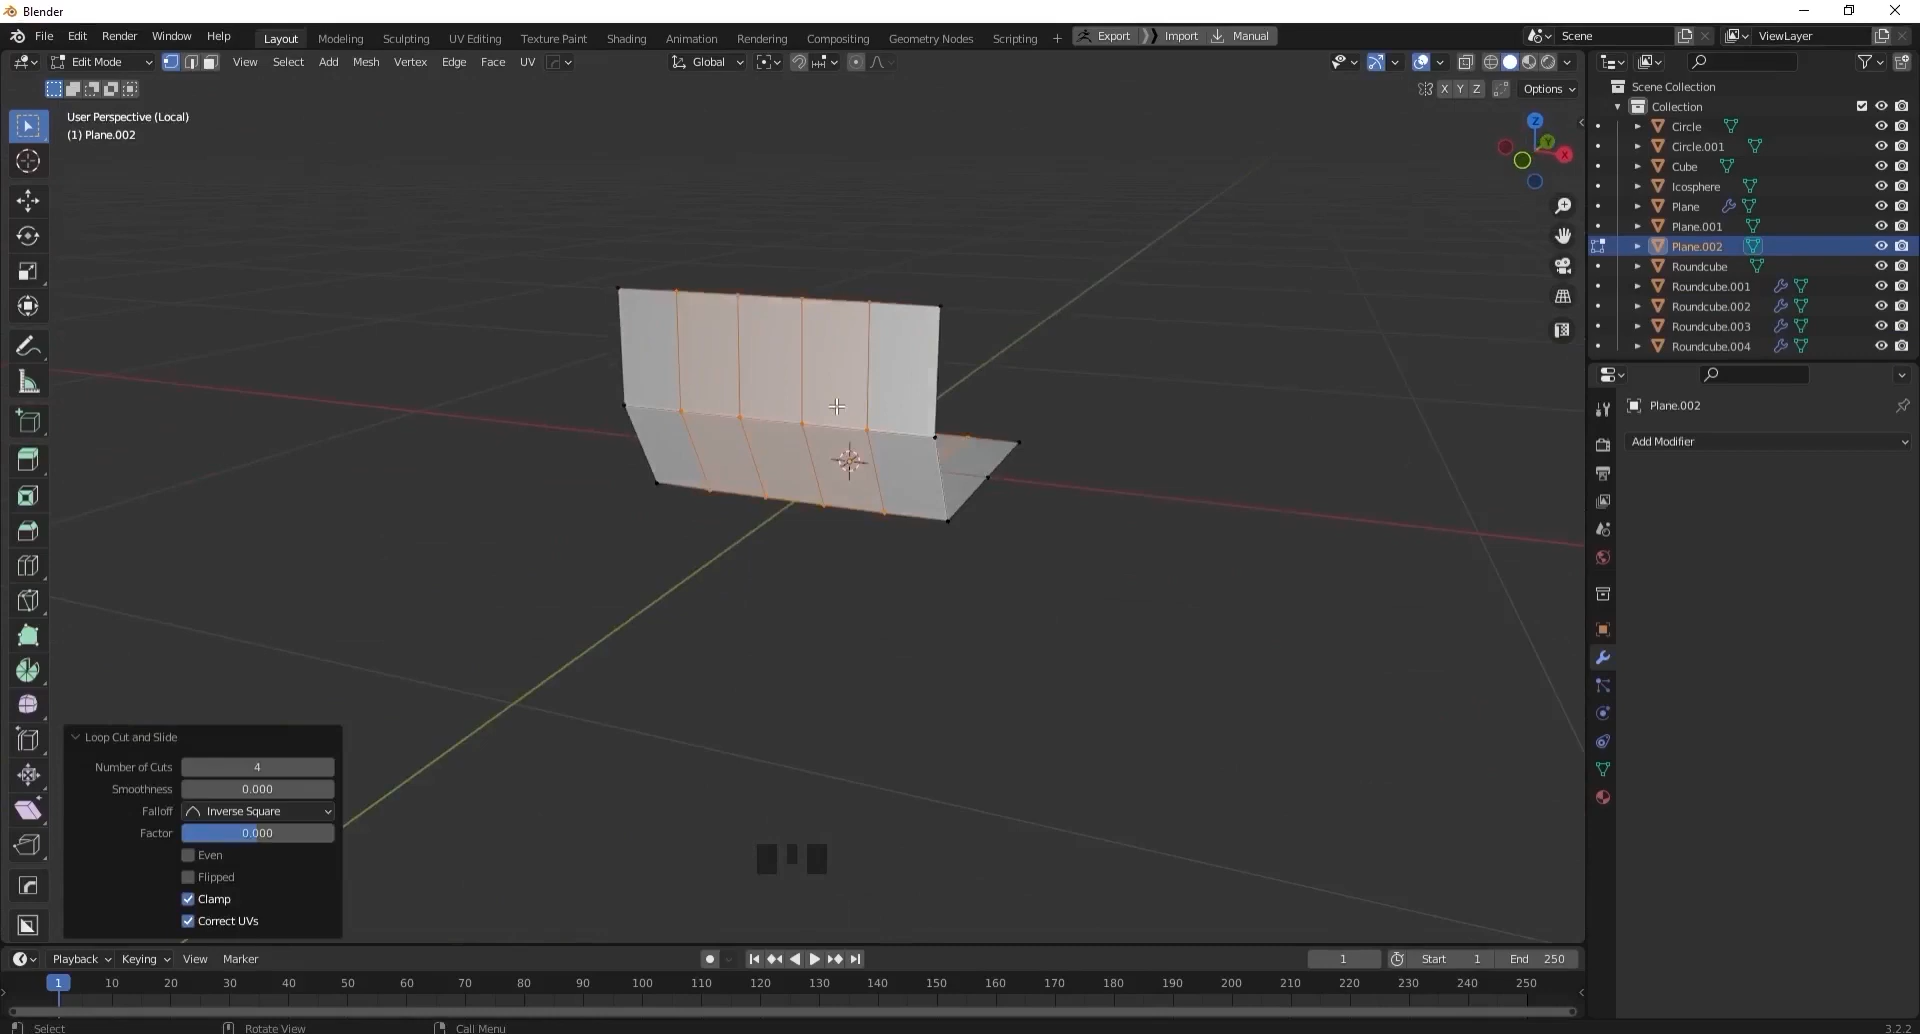 Blender
File Edit Render Window Help
Layout Modeling Sculpting UV Editing Texture Paint Shading Animation Rendering Compositing Geometry Nodes Scripting +
Export Import Manual
Scene ViewLayer
Edit Mode View Select Add Mesh Vertex Edge Face UV
Global
X Y Z Options
User Perspective (Local)
(1) Plane.002
Z
Y
X
Scene Collection
Collection
Circle
Circle.001
Cube
Icosphere
Plane
Plane.001
Plane.002
Roundcube
Roundcube.001
Roundcube.002
Roundcube.003
Roundcube.004
Plane.002
Add Modifier
Loop Cut and Slide
Number of Cuts 4
Smoothness 0.000
Falloff Inverse Square
Factor 0.000
Even
Flipped
Clamp
Correct UVs
Playback Keying View Marker
1 Start 1 End 250
1 10 20 30 40 50 60 70 80 90 100 110 120 130 140 150 160 170 180 190 200 210 220 230 240 250
Select Rotate View Call Menu 3.2.2